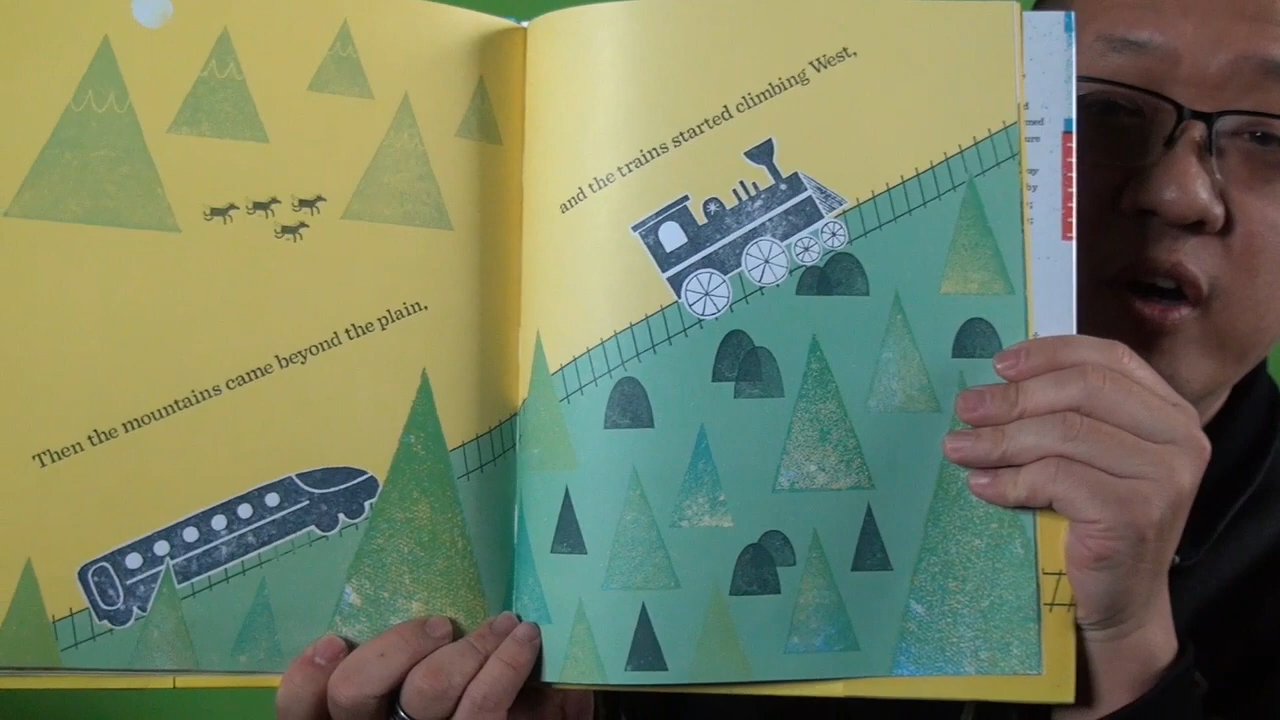 Then the mountains came beyond the plain,
and the trains started climbing West,